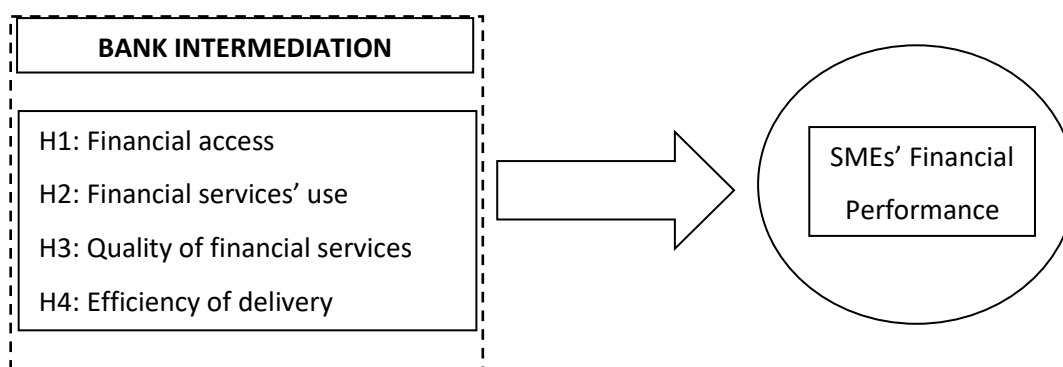 BANK INTERMEDIATION
H1: Financial access
H2: Financial services’ use
H3: Quality of financial services
H4: Efficiency of delivery
SMEs’ Financial
Performance